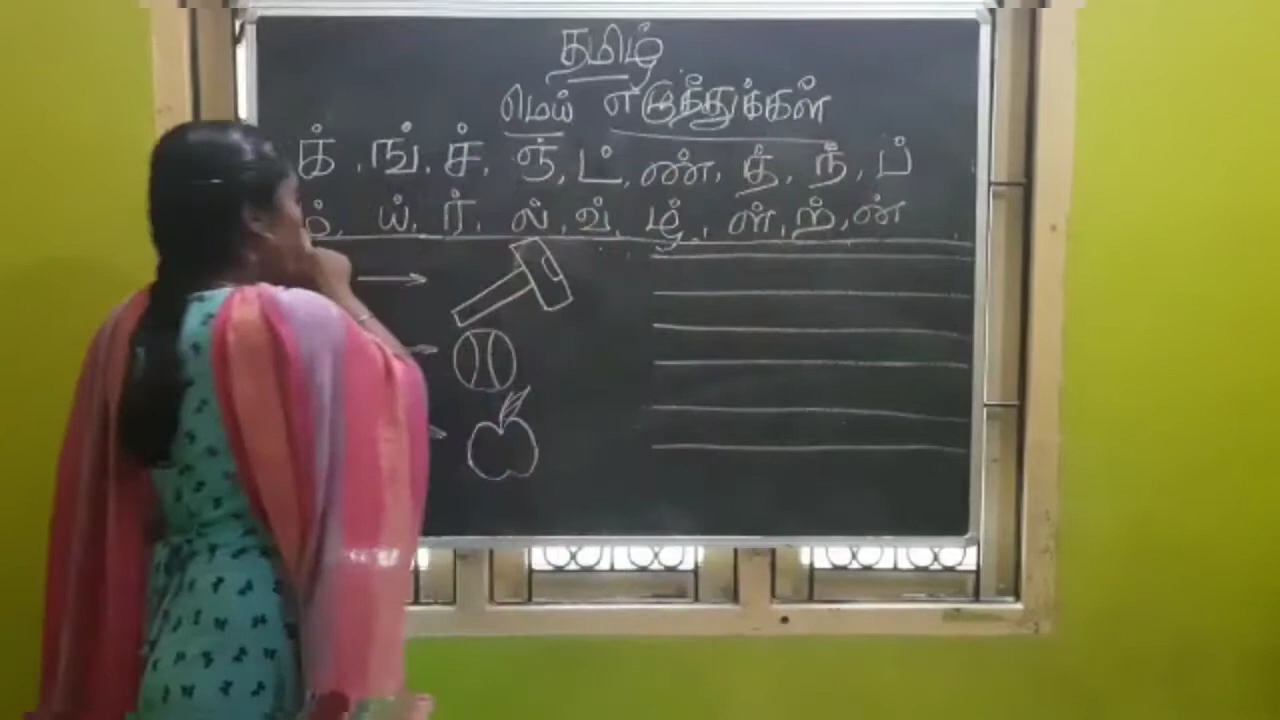 தமிழ்
மெய் எழுத்துக்கள்
க் , ங் , ச் , ஞ் , ட் , ண் , த் , ந் , ப்
ம் , ய் , ர் , ல் , வ் , ழ் , ள் , ற் , ன்